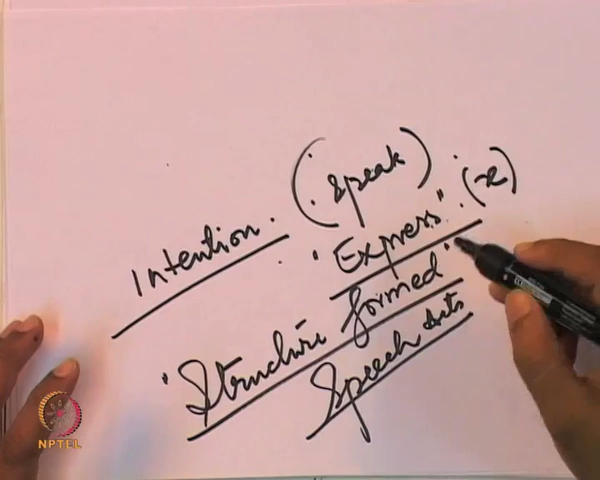 Intention. (speak)
"Express". (x)
"Structure formed"
Speech Acts
NPTEL